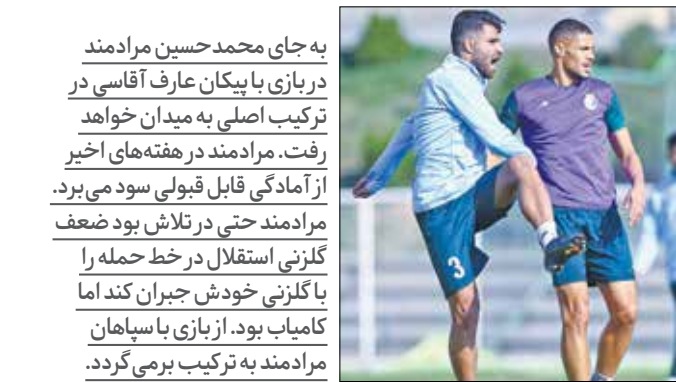 به جای محمدحسین مرادمند
در بازی با پیکان عارف آقاسی در
ترکیب اصلی به میدان خواهد
رفت. مرادمند در هفته‌های اخیر
از آمادگی قابل قبولی سود می‌برد.
مرادمند حتی در تلاش بود ضعف
گلزنی استقلال در خط حمله را
با گلزنی خودش جبران کند اما
کامیاب بود. از بازی با سپاهان
مرادمند به ترکیب برمی‌گردد.
3